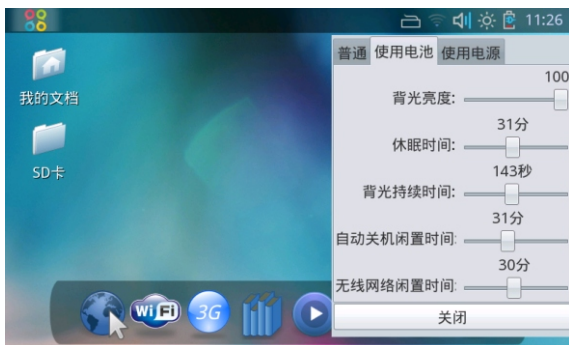 11:26
普通 使用电池 使用电源
100
背光亮度:
31分
休眠时间:
143秒
背光持续时间:
31分
自动关机闲置时间:
30分
无线网络闲置时间:
关闭
我的文档
SD卡
WiFi
3G